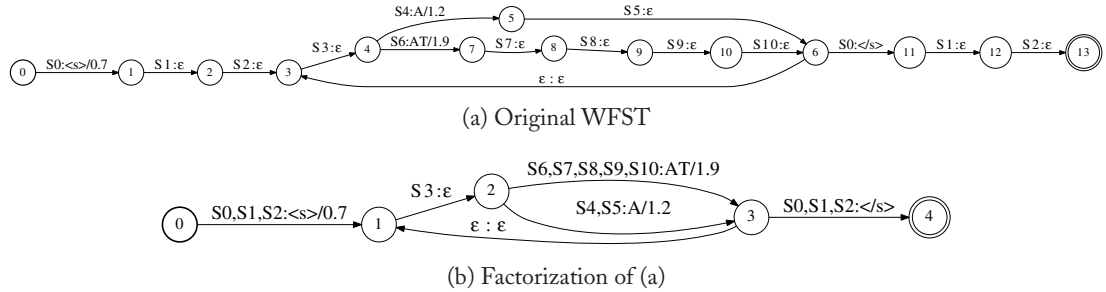 S4:A/1.2 5 S5:ε
S3:ε 4 S6:AT/1.9 7 S7:ε 8 S8:ε 9 S9:ε 10 S10:ε 6 S0:</s> 11 S1:ε 12 S2:ε 13
0 S0:<s>/0.7 1 S1:ε 2 S2:ε 3
ε : ε
(a) Original WFST
S6,S7,S8,S9,S10:AT/1.9
S3:ε 2
S4,S5:A/1.2
0 S0,S1,S2:<s>/0.7 1 ε : ε 3 S0,S1,S2:</s> 4
(b) Factorization of (a)